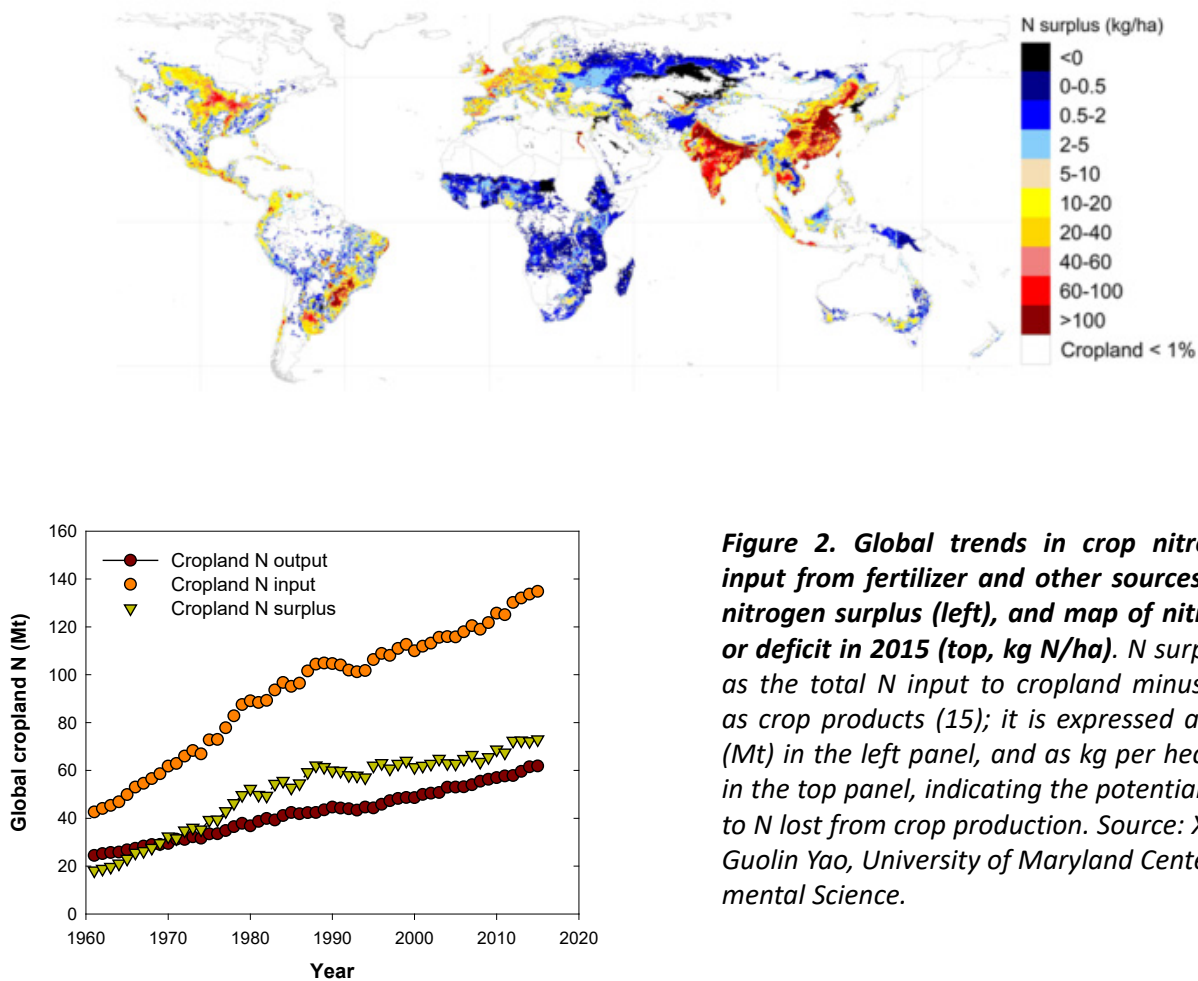 N surplus (kg/ha)
<0
0-0.5
0.5-2
2-5
5-10
10-20
20-40
40-60
60-100
>100
Cropland < 1%
160
140
120
100
80
60
40
20
0
Global cropland N (Mt)
Cropland N output
Cropland N input
Cropland N surplus
1960 1970 1980 1990 2000 2010 2020
Year
Figure 2. Global trends in crop nitro
input from fertilizer and other sources
nitrogen surplus (left), and map of nitr
or deficit in 2015 (top, kg N/ha). N surp
as the total N input to cropland minus
as crop products (15); it is expressed a
(Mt) in the left panel, and as kg per hec
in the top panel, indicating the potential
to N lost from crop production. Source: X
Guolin Yao, University of Maryland Cente
mental Science.